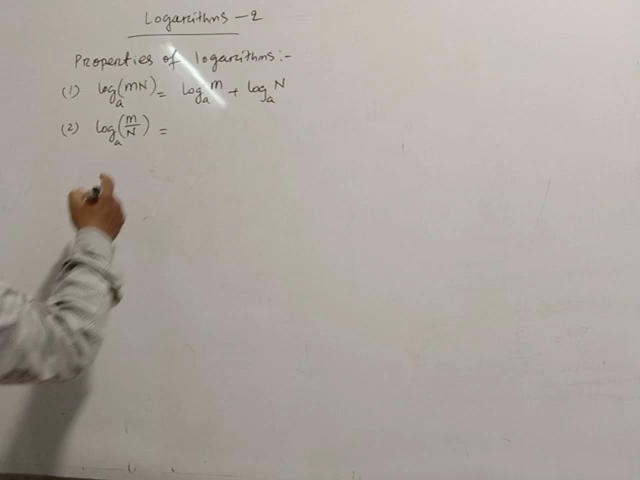 Logarithms - 2
Properties of logarithms :-
(1) log_a(mN) = log_a m + log_a N
(2) log_a(m/N) =